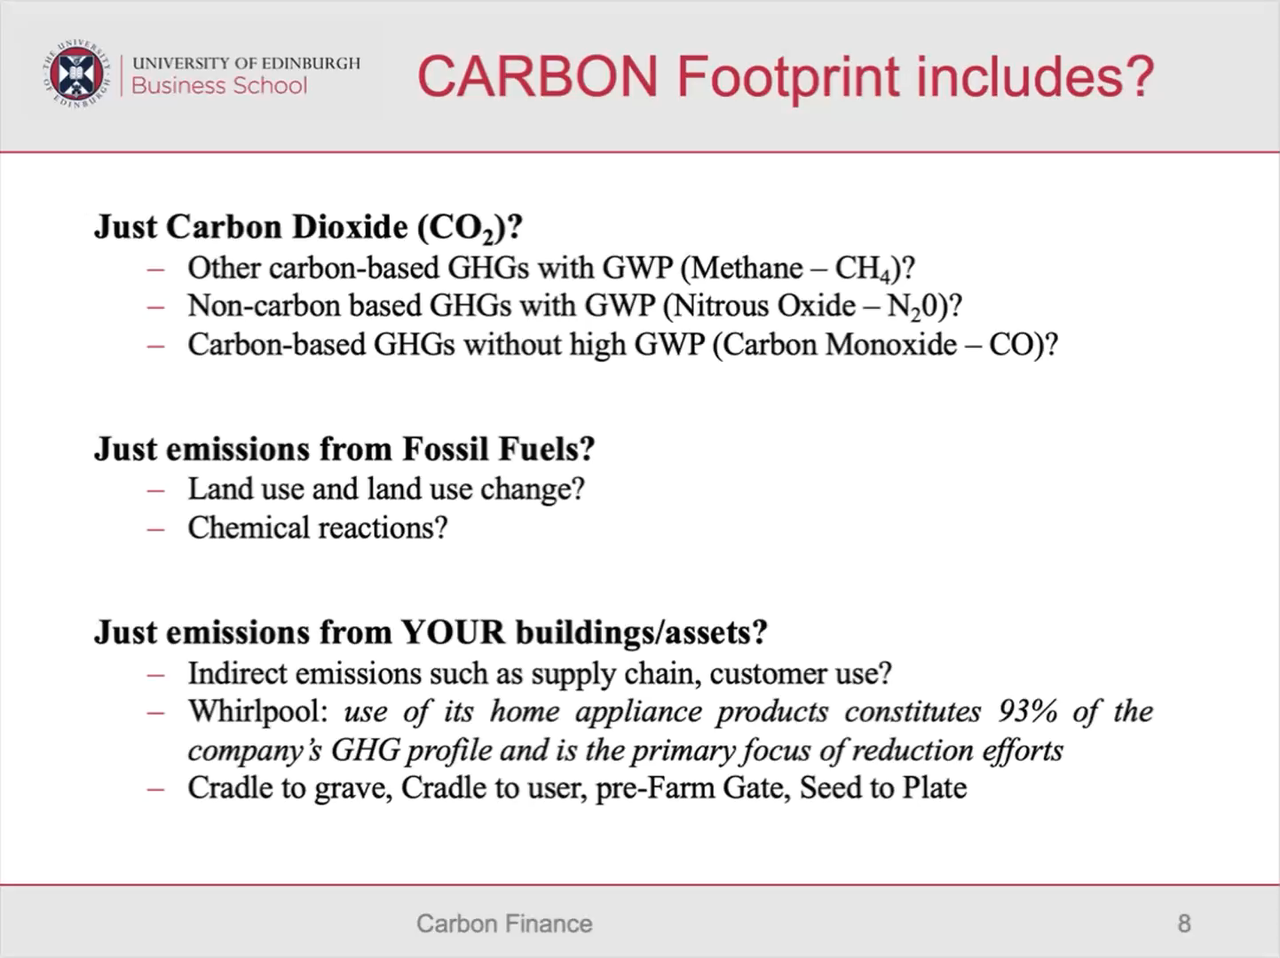 THE UNIVERSITY OF EDINBURGH
UNIVERSITY OF EDINBURGH
Business School
CARBON Footprint includes?
Just Carbon Dioxide (CO₂)?
– Other carbon-based GHGs with GWP (Methane – CH₄)?
– Non-carbon based GHGs with GWP (Nitrous Oxide – N₂0)?
– Carbon-based GHGs without high GWP (Carbon Monoxide – CO)?
Just emissions from Fossil Fuels?
– Land use and land use change?
– Chemical reactions?
Just emissions from YOUR buildings/assets?
– Indirect emissions such as supply chain, customer use?
– Whirlpool: use of its home appliance products constitutes 93% of the
company’s GHG profile and is the primary focus of reduction efforts
– Cradle to grave, Cradle to user, pre-Farm Gate, Seed to Plate
Carbon Finance
8